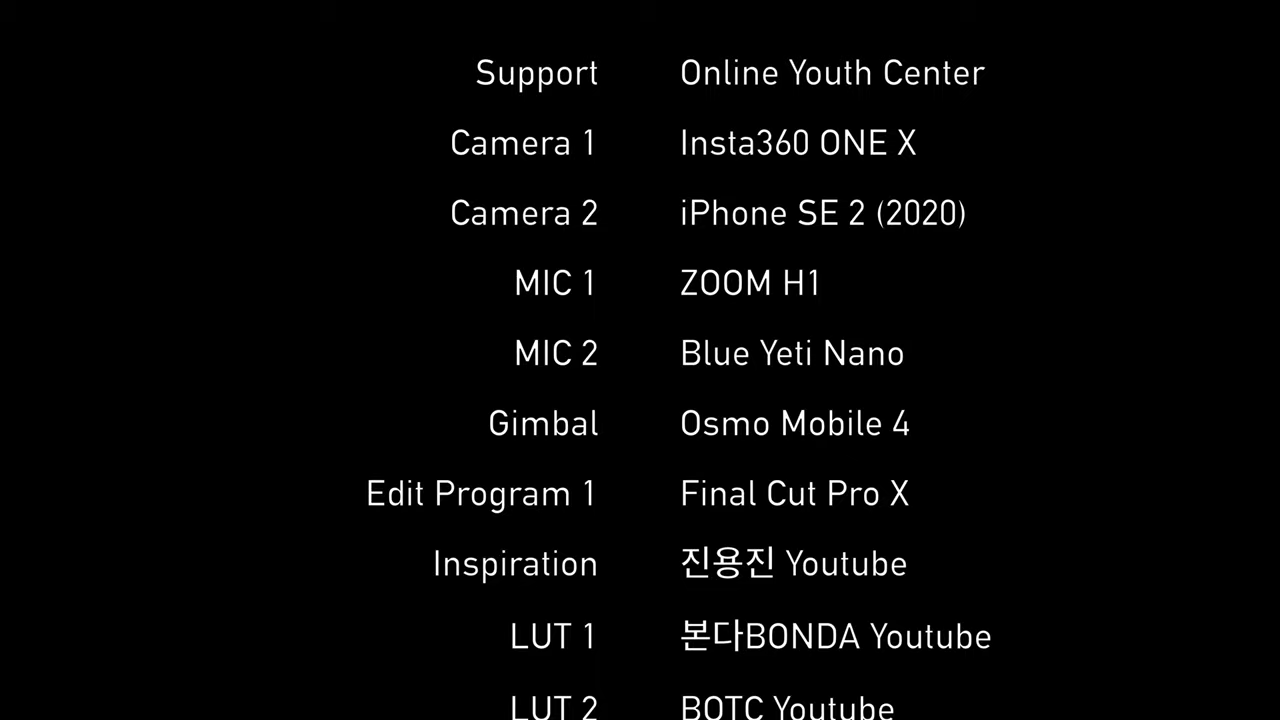 Support Online Youth Center
Camera 1 Insta360 ONE X
Camera 2 iPhone SE 2 (2020)
MIC 1 ZOOM H1
MIC 2 Blue Yeti Nano
Gimbal Osmo Mobile 4
Edit Program 1 Final Cut Pro X
Inspiration 진용진 Youtube
LUT 1 본다BONDA Youtube
LUT 2 BOTC Youtube